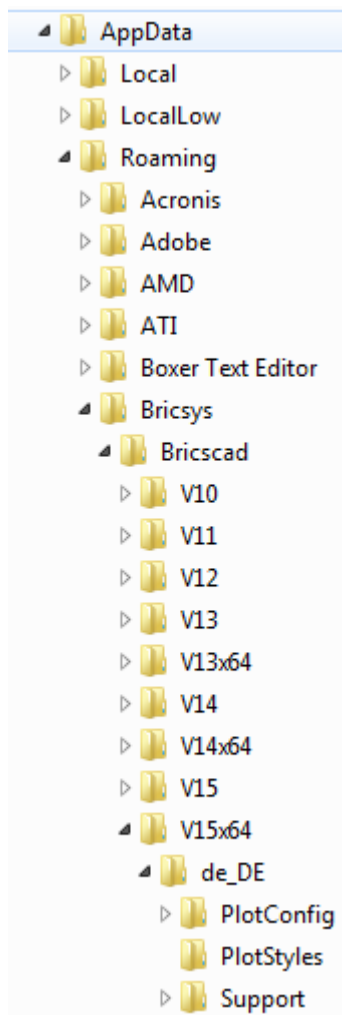 AppData
Local
LocalLow
Roaming
Acronis
Adobe
AMD
ATI
Boxer Text Editor
Bricsys
Bricscad
V10
V11
V12
V13
V13x64
V14
V14x64
V15
V15x64
de_DE
PlotConfig
PlotStyles
Support